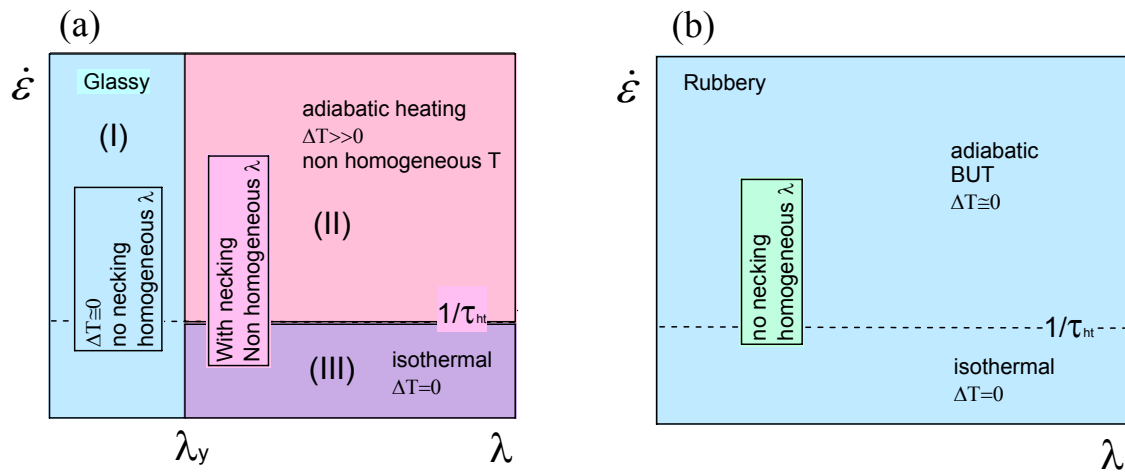 (a)
ε̇
Glassy
(I)
ΔT≅0
no necking
homogeneous λ
With necking
Non homogeneous λ
adiabatic heating
ΔT>>0
non homogeneous T
(II)
1/τht
(III)
isothermal
ΔT=0
λy
λ
(b)
ε̇
Rubbery
adiabatic
BUT
ΔT≅0
no necking
homogeneous λ
1/τht
isothermal
ΔT=0
λ